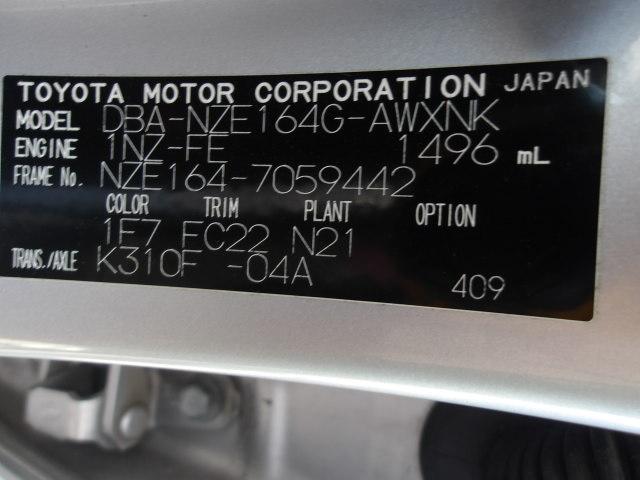 TOYOTA MOTOR CORPORATION JAPAN
MODEL DBA-NZE164G-AWXNK
ENGINE 1NZ-FE 1496 mL
FRAME No. NZE164-7059442
COLOR TRIM PLANT OPTION
1F7 FC22 N21
TRANS./AXLE K310F -04A
409